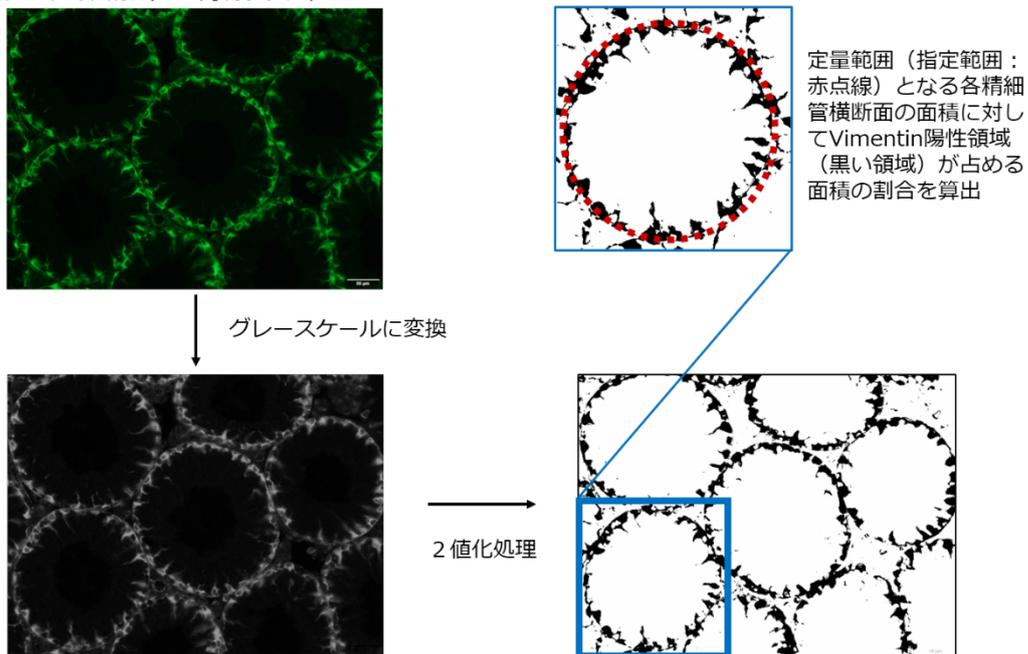 定量範囲（指定範囲：
赤点線）となる各精細
管横断面の面積に対し
てVimentin陽性領域
（黒い領域）が占める
面積の割合を算出
グレースケールに変換
２値化処理